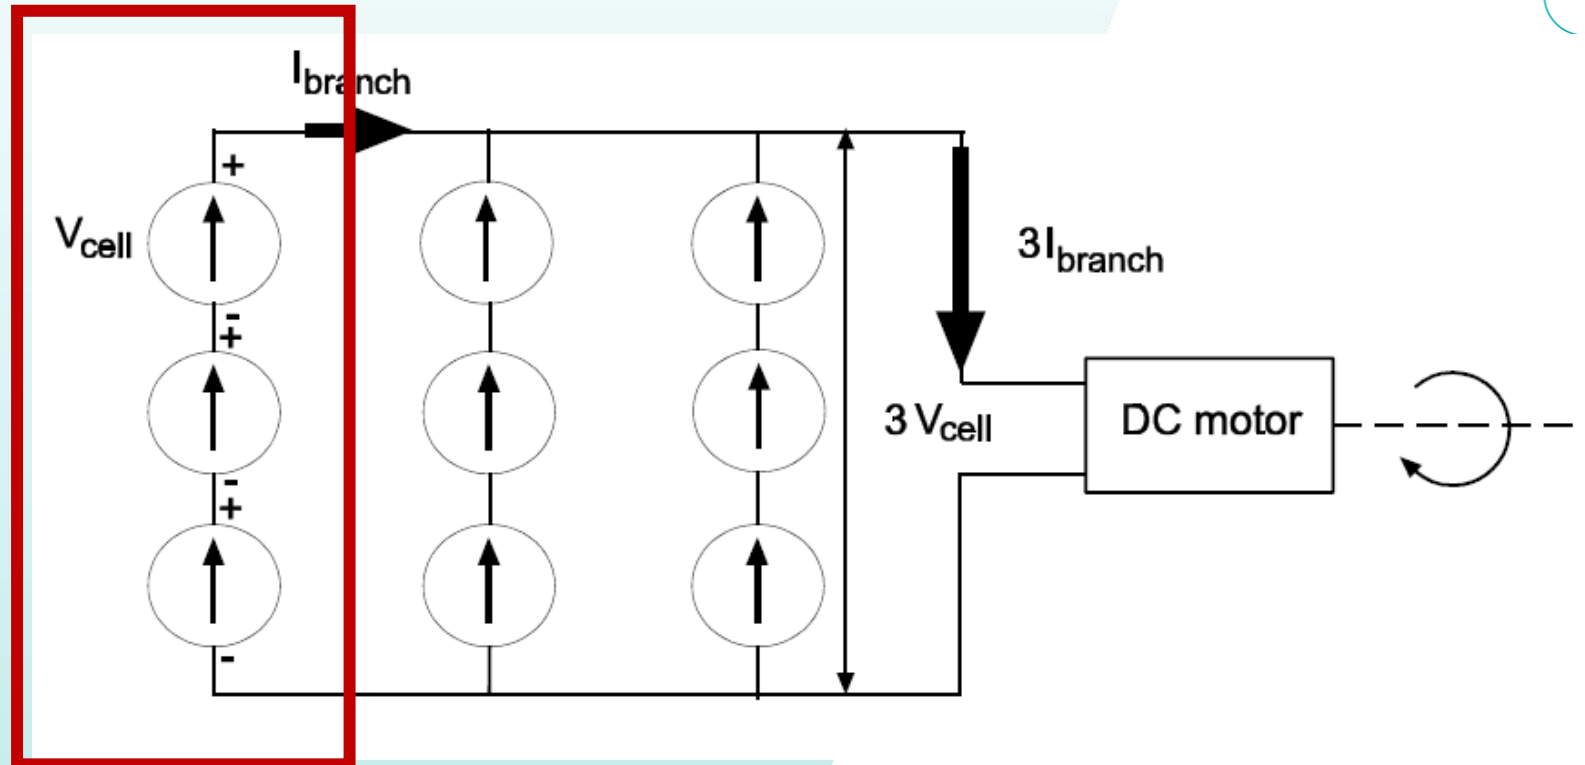 Ibranch
+
Vcell
-
+
-
+
-
3Ibranch
3 Vcell
DC motor